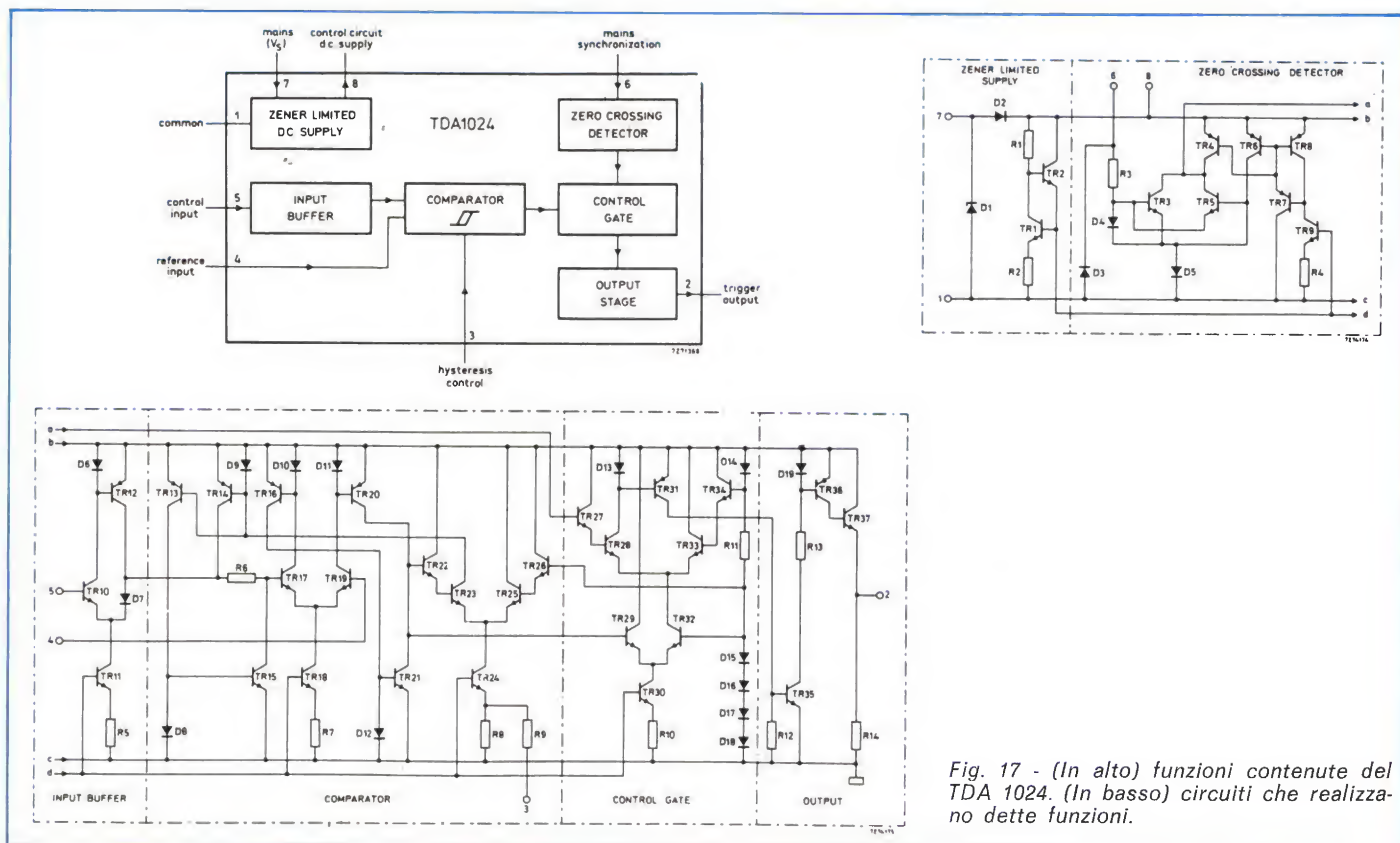 mains
(VS)
control circuit
d.c. supply
mains
synchronization
7
8
6
common
1
ZENER LIMITED
DC SUPPLY
TDA1024
ZERO CROSSING
DETECTOR
control
input
5
INPUT
BUFFER
COMPARATOR
CONTROL
GATE
reference
input
4
OUTPUT
STAGE
2
trigger
output
3
7Z71368
hysteresis
control
ZENER LIMITED
SUPPLY
ZERO CROSSING DETECTOR
6
8
7
D2
a
b
R1
TR2
R3
TR4
TR6
TR8
D1
TR3
TR5
TR7
D4
TR1
TR9
R2
D3
D5
R4
1
c
d
a
b
D6
TR12
TR13
TR14
D9
TR16
D10
D11
TR20
TR27
D13
TR31
TR34
D14
D19
TR36
TR28
TR33
R11
TR37
R13
TR22
TR26
5
TR10
D7
R6
TR17
TR19
TR23
TR25
2
4
TR29
TR32
TR11
TR15
TR18
TR21
TR24
TR30
D15
D16
TR35
R5
D8
R7
D12
R8
R9
R10
D17
D18
R12
R14
c
d
INPUT BUFFER
COMPARATOR
3
CONTROL GATE
OUTPUT
Fig. 17 - (In alto) funzioni contenute del
TDA 1024. (In basso) circuiti che realizza-
no dette funzioni.